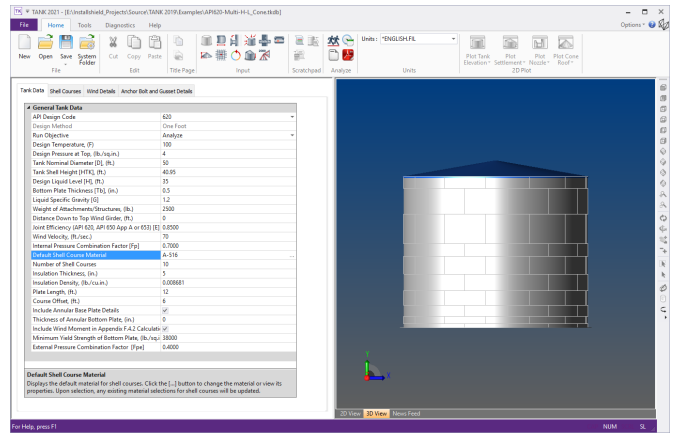 TANK 2021 - [E:\Installshield_Projects\Source\TANK 2019\Examples\API620-Multi-H-L_Cone.tkdb]
File Home Tools Diagnostics Help Options
New Open Save System Folder Cut Copy Paste
Units: *ENGLISH.FIL
Plot Tank Elevation Plot Settlement Plot Nozzle Plot Cone Roof
File Edit Title Page Input Scratchpad Analyze Units 2D Plot
Tank Data Shell Courses Wind Details Anchor Bolt and Gusset Details
General Tank Data
API Design Code 620
Design Method One Foot
Run Objective Analyze
Design Temperature, (F) 100
Design Pressure at Top, (lb./sq.in.) 4
Tank Nominal Diameter [D], (ft.) 50
Tank Shell Height [HTK], (ft.) 40.95
Design Liquid Level [H], (ft.) 35
Bottom Plate Thickness [Tb], (in.) 0.5
Liquid Specific Gravity [G] 1.2
Weight of Attachments/Structures, (lb.) 2500
Distance Down to Top Wind Girder, (ft.) 0
Joint Efficiency (API 620, API 650 App A or 653) [E] 0.8500
Wind Velocity, (ft./sec.) 70
Internal Pressure Combination Factor [Fp] 0.7000
Default Shell Course Material A-516 ...
Number of Shell Courses 10
Insulation Thickness, (in.) 5
Insulation Density, (lb./cu.in.) 0.008681
Plate Length, (ft.) 12
Course Offset, (ft.) 6
Include Annular Base Plate Details
Thickness of Annular Bottom Plate, (in.) 0
Include Wind Moment in Appendix F.4.2 Calculati
Minimum Yield Strength of Bottom Plate, (lb./sq.i 38000
External Pressure Combination Factor [Fpe] 0.4000
Default Shell Course Material
Displays the default material for shell courses. Click the [...] button to change the material or view its
properties. Upon selection, any existing material selections for shell courses will be updated.
Y
X
2D View 3D View News Feed
For Help, press F1 NUM SL